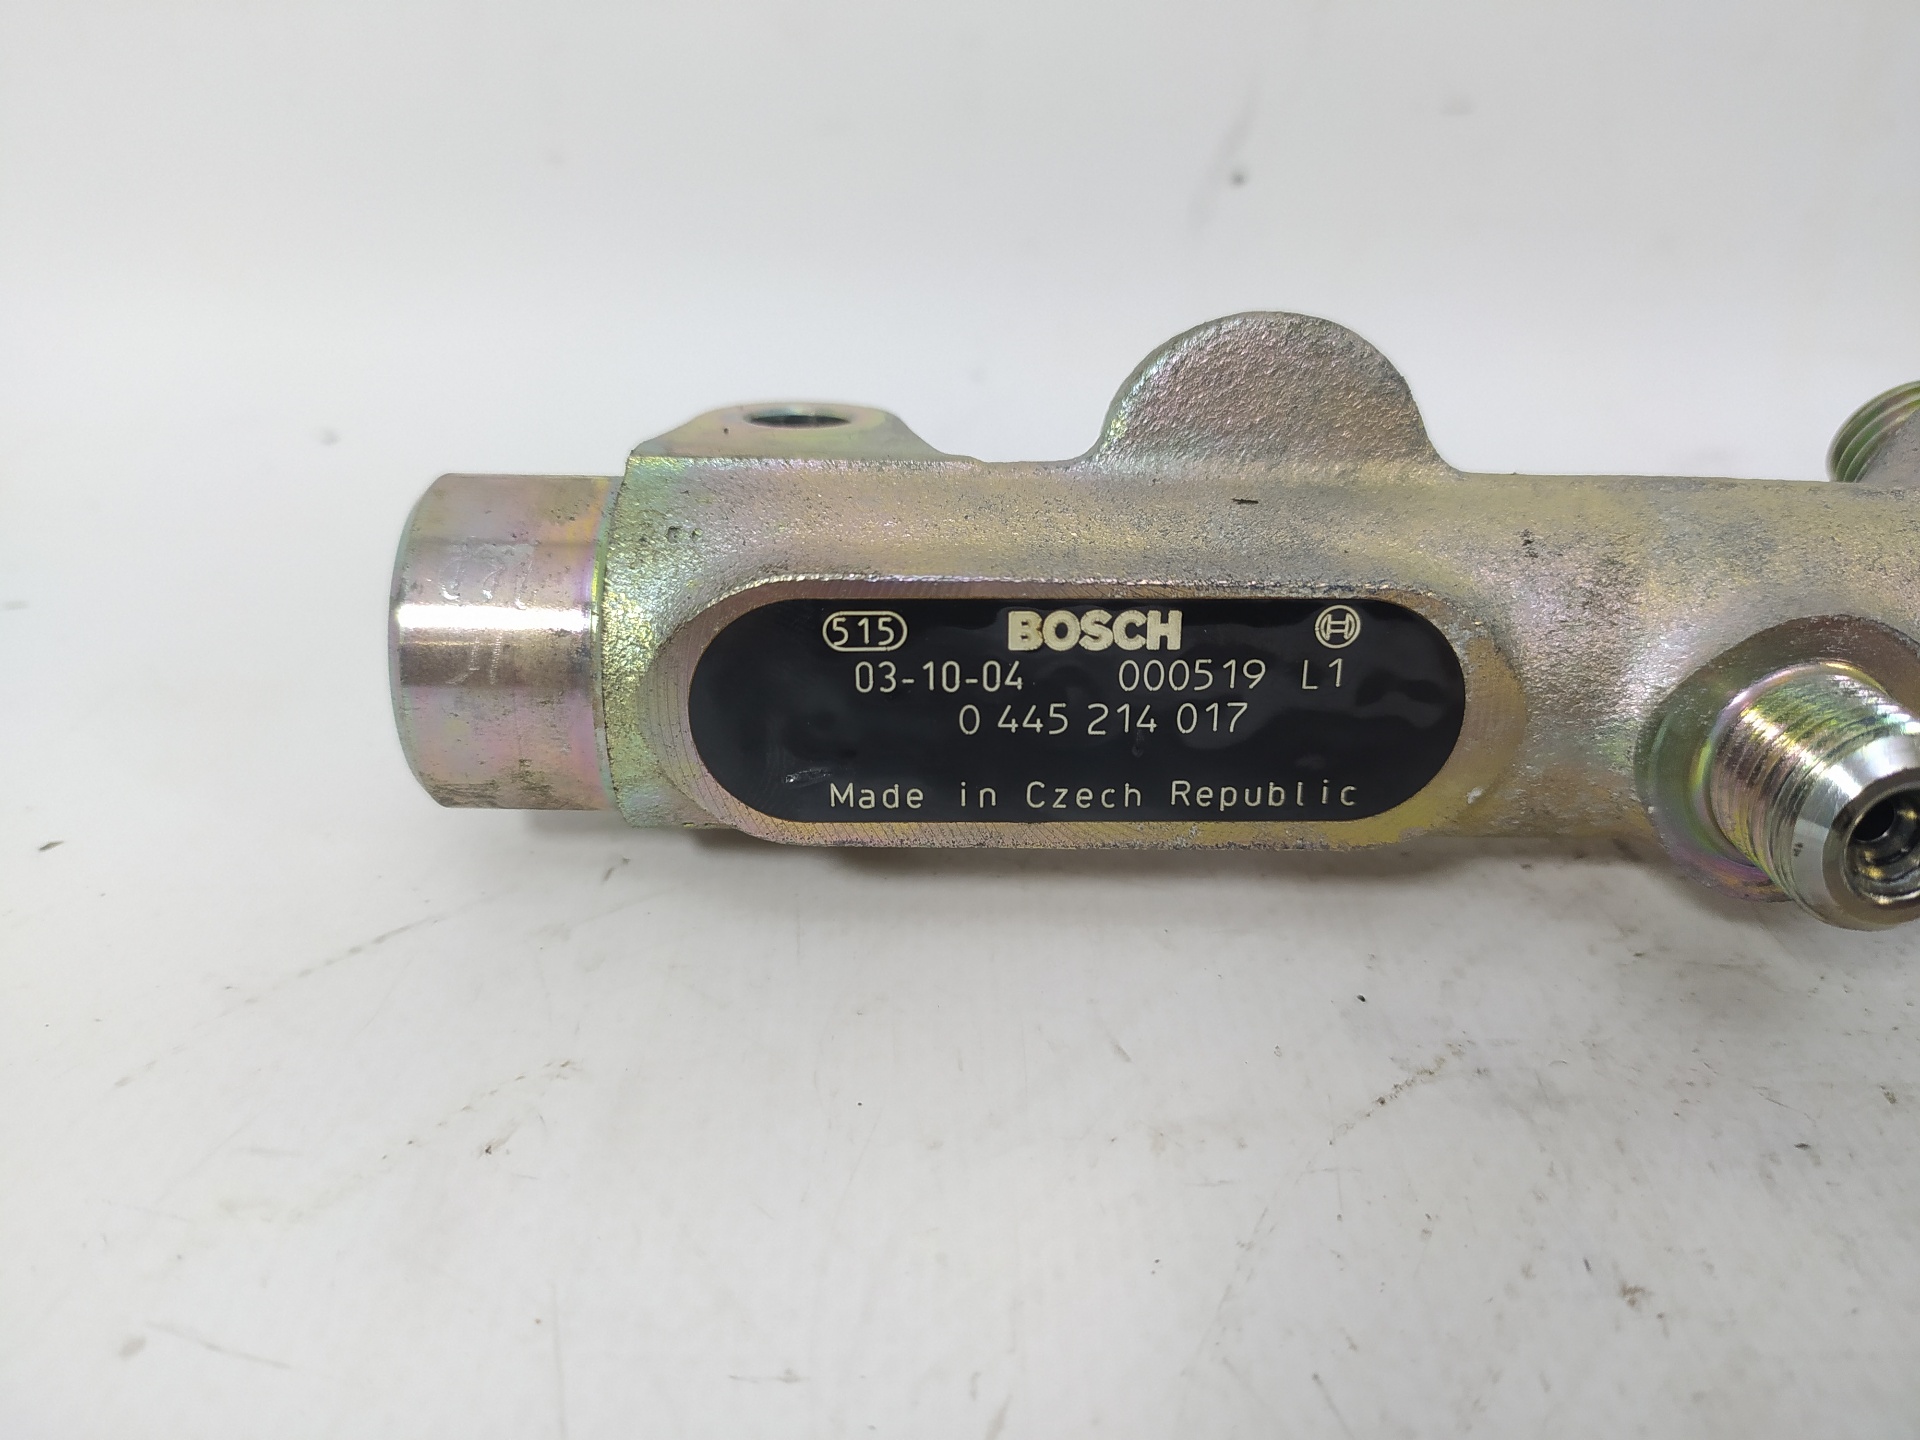 515 BOSCH
03-10-04 000519 L1
0 445 214 017
Made in Czech Republic